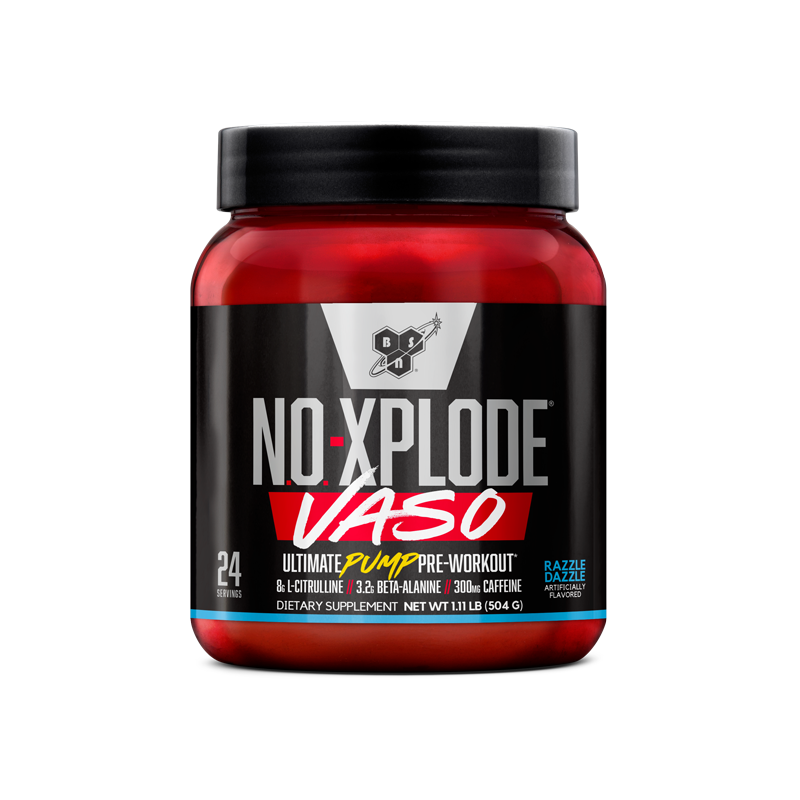 BSN®
N.O.-XPLODE®
VASO
ULTIMATE PUMP PRE-WORKOUT*
8G L-CITRULLINE // 3.2G BETA-ALANINE // 300MG CAFFEINE
DIETARY SUPPLEMENT NET WT 1.11 LB (504 G)
24
SERVINGS
RAZZLE
DAZZLE
ARTIFICIALLY
FLAVORED